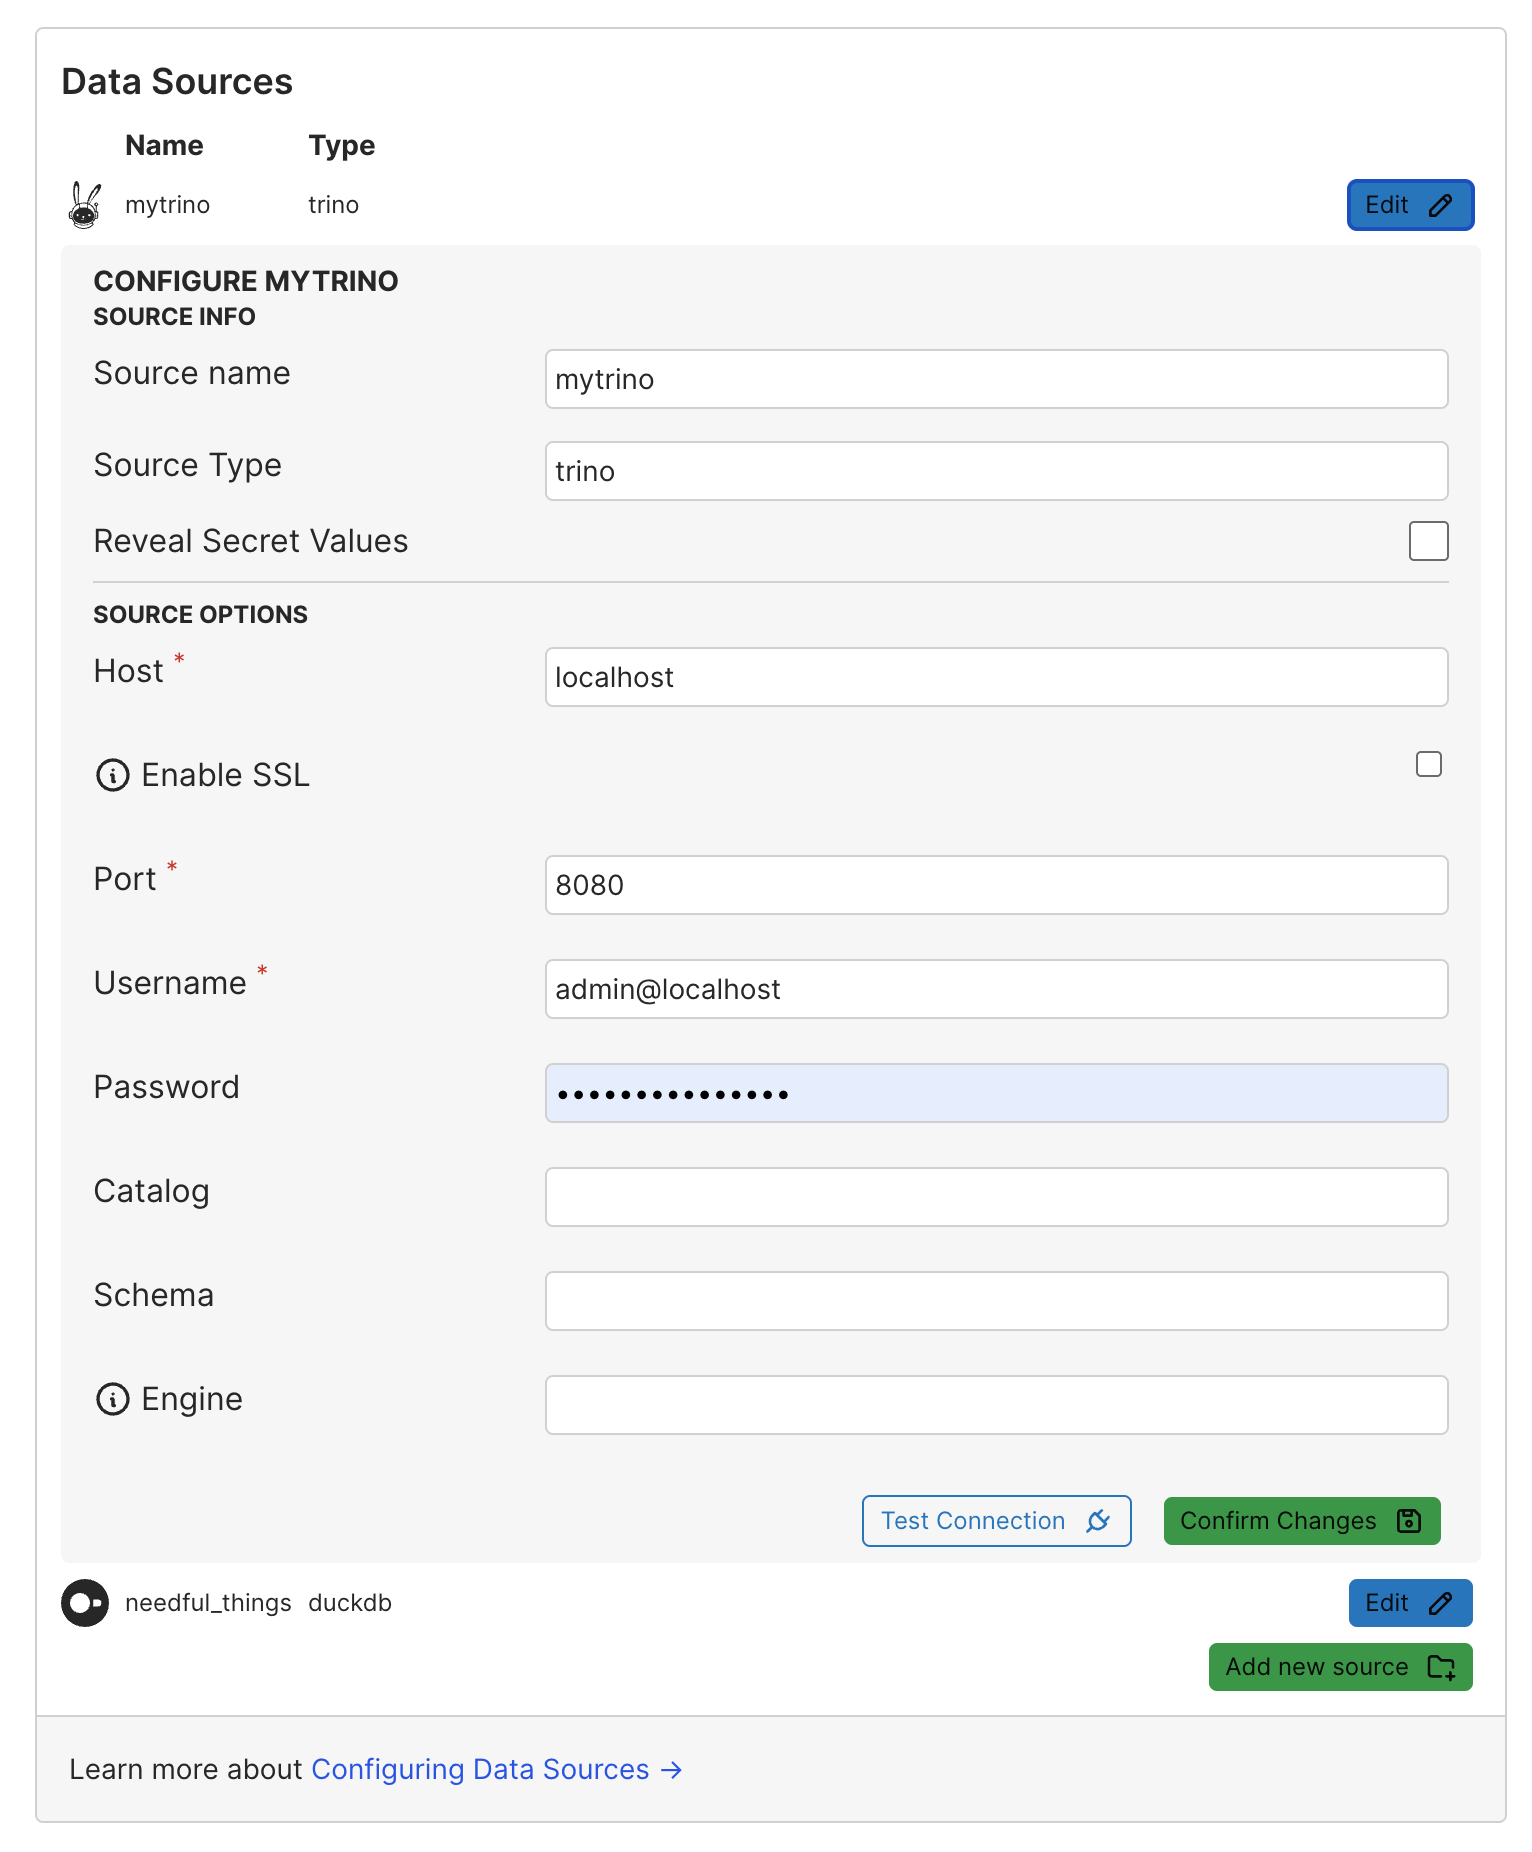 Data Sources
Name Type
mytrino trino Edit
CONFIGURE MYTRINO
SOURCE INFO
Source name mytrino
Source Type trino
Reveal Secret Values
SOURCE OPTIONS
Host * localhost
Enable SSL
Port * 8080
Username * admin@localhost
Password •••••••••••••••
Catalog
Schema
Engine
Test Connection Confirm Changes
needful_things duckdb Edit
Add new source
Learn more about Configuring Data Sources →